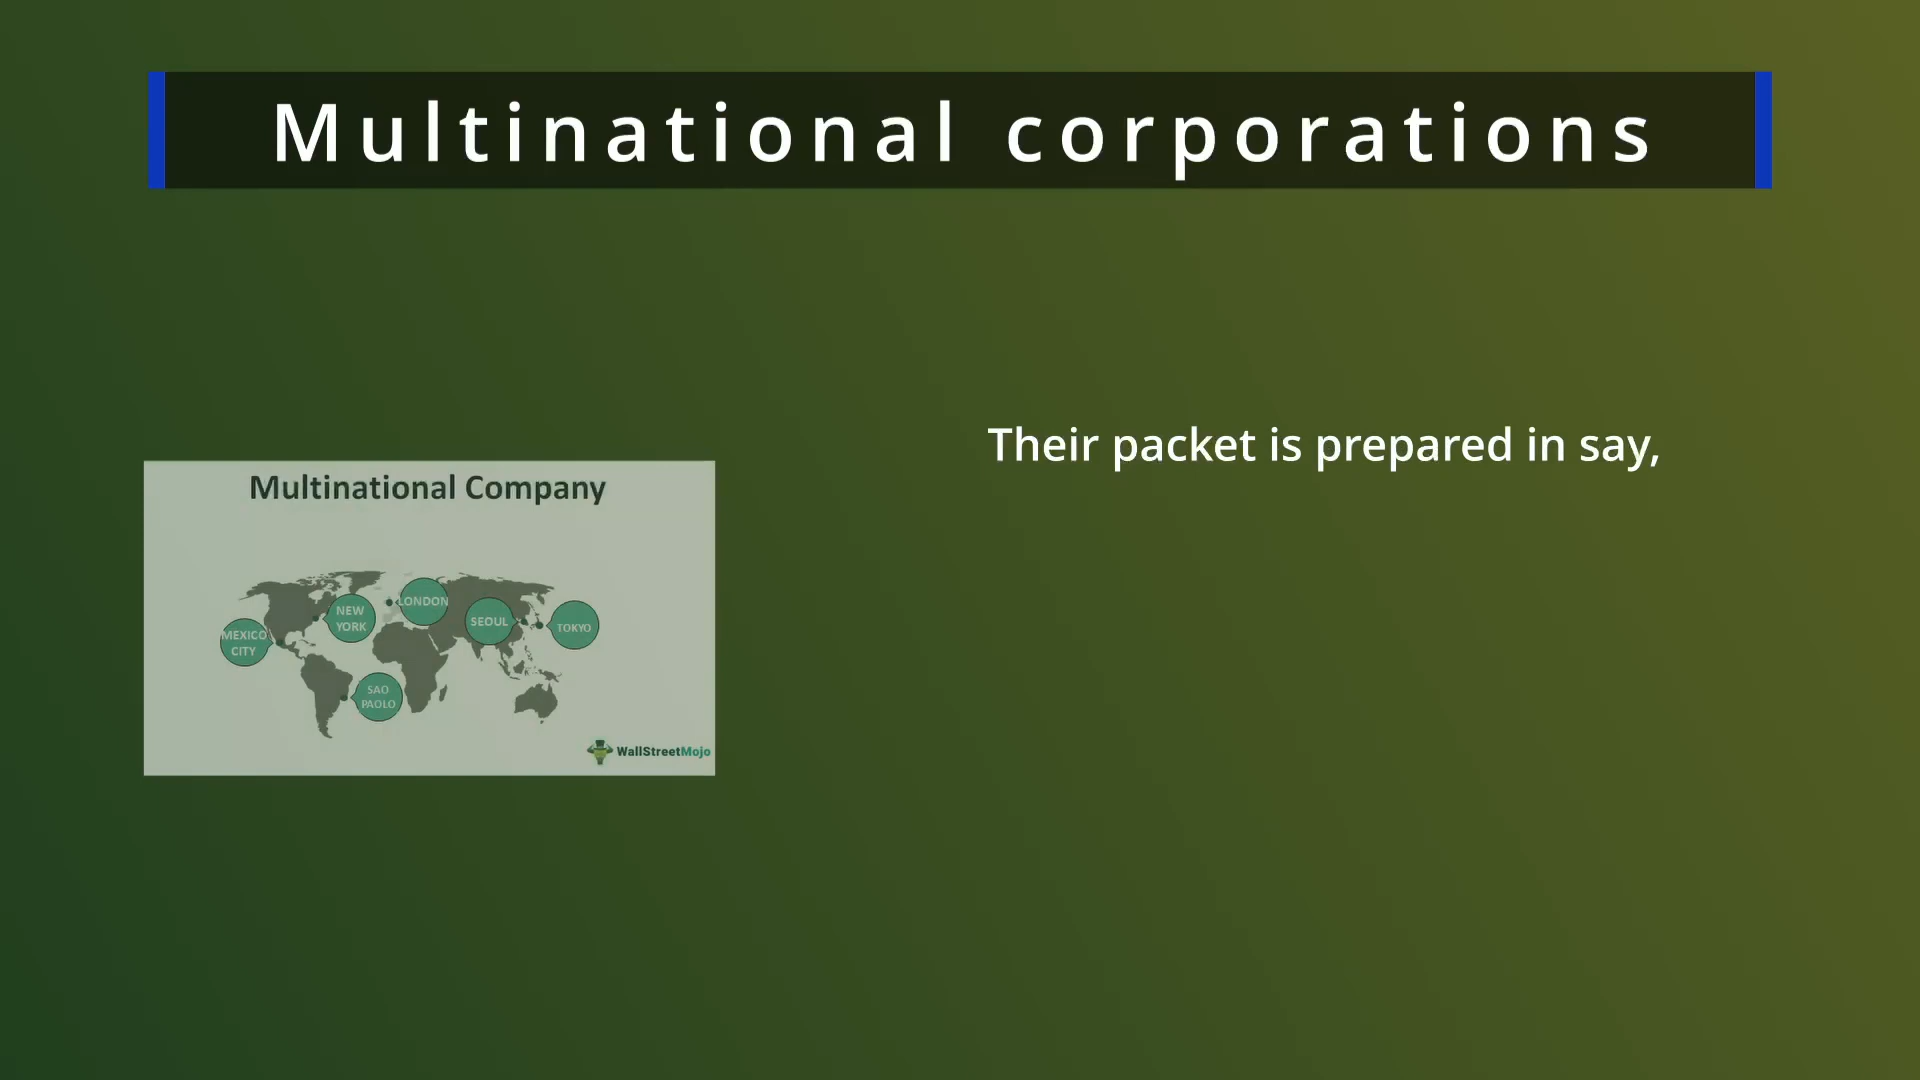 Multinational corporations
Their packet is prepared in say,
Multinational Company
MEXICO
CITY
NEW
YORK
LONDON
SEOUL
TOKYO
SAO
PAOLO
WallStreetMojo